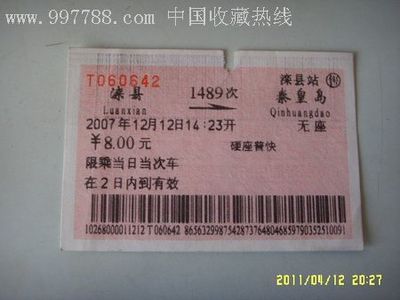 www.997788.com 中国收藏热线
T060642 滦县站
滦县 1489次 秦皇岛
Luanxian Qinhuangdao
2007年12月12日14:23开 无座
¥8.00元 硬座普快
限乘当日当次车
在2日内到有效
10268000011212T060642 86563299875428737648046859790352510091
2011/04/12 20:27